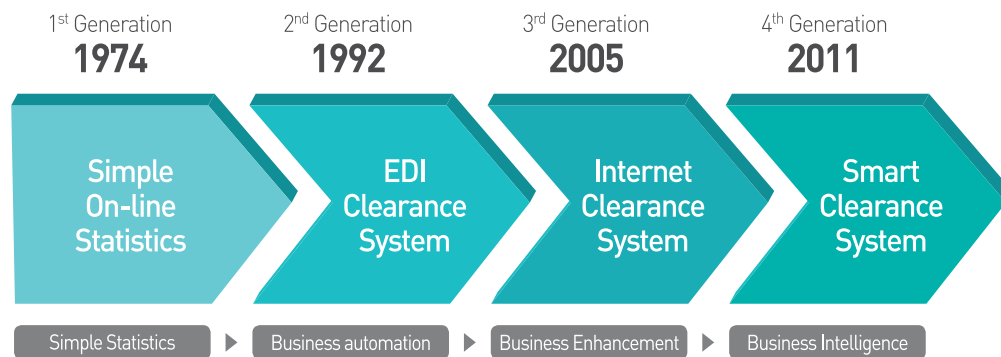 1st Generation
1974
2nd Generation
1992
3rd Generation
2005
4th Generation
2011
Simple
On-line
Statistics
EDI
Clearance
System
Internet
Clearance
System
Smart
Clearance
System
Simple Statistics
Business automation
Business Enhancement
Business Intelligence